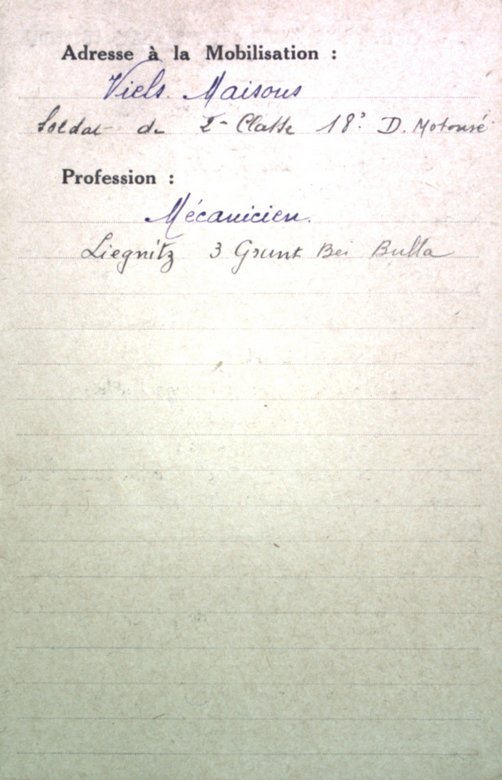 Adresse à la Mobilisation :
Viels. Maisons
Soldat de 2e Classe 18e D. Motorisé
Profession :
Mécanicien.
Liegnitz 3 Grunt Bei Bulla